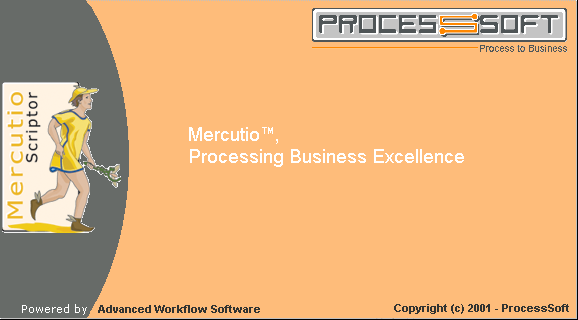 PROCESSSOFT
Process to Business
Mercutio
Scriptor
Mercutio™,
Processing Business Excellence
Powered by Advanced Workflow Software
Copyright (c) 2001 - ProcessSoft